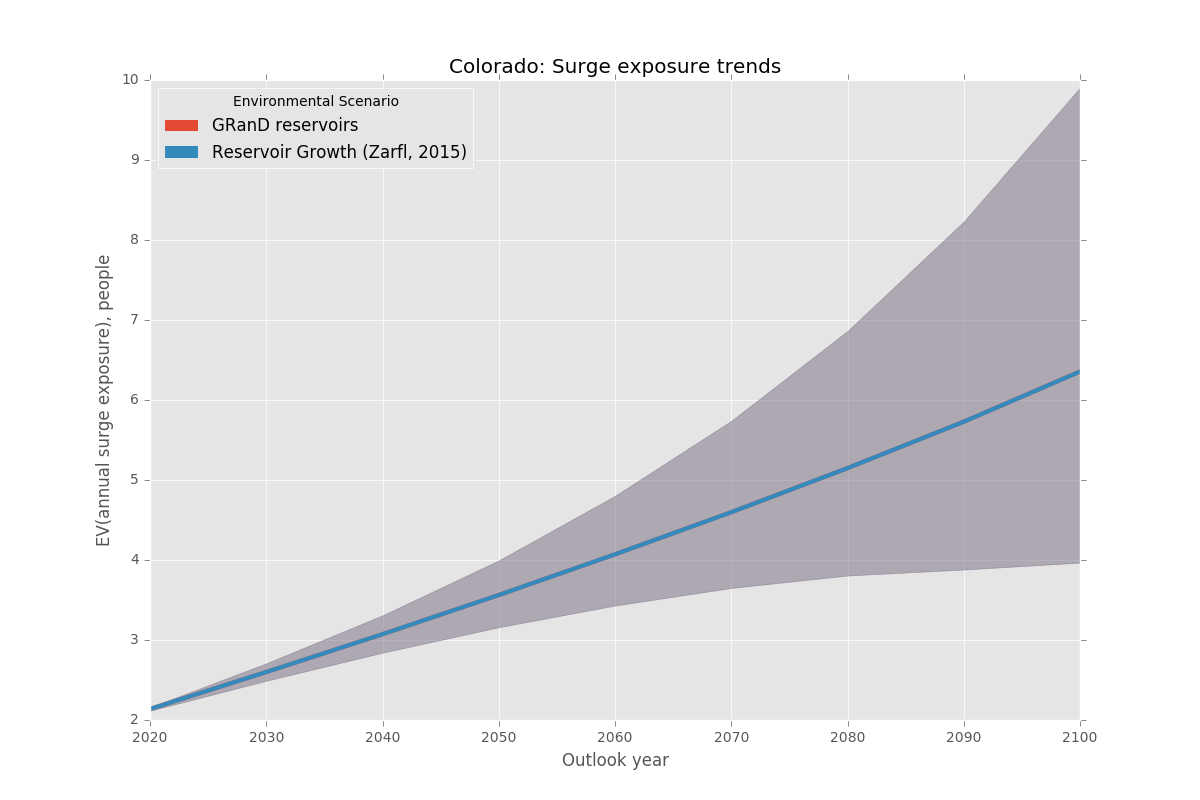 Colorado: Surge exposure trends
Environmental Scenario
GRanD reservoirs
Reservoir Growth (Zarfl, 2015)
EV(annual surge exposure), people
10
9
8
7
6
5
4
3
2
2020 2030 2040 2050 2060 2070 2080 2090 2100
Outlook year